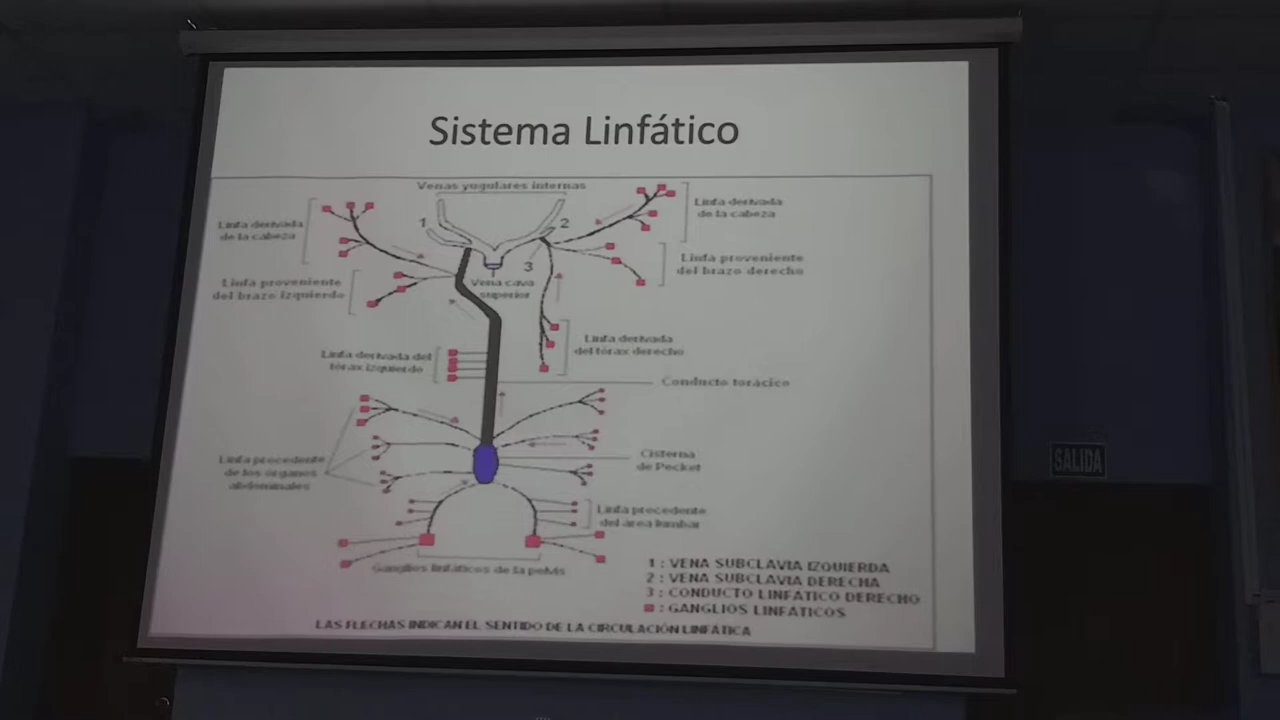 Sistema Linfático
Venas yugulares internas
1
2
3
Linfa derivada
de la cabeza
Linfa derivada
de la cabeza
Linfa proveniente
del brazo derecho
Linfa proveniente
del brazo izquierdo
Vena cava
superior
Linfa derivada
del tórax derecho
Linfa derivada del
tórax izquierdo
Conducto torácico
Linfa procedente
de los órganos
abdominales
Cisterna
de Pecket
Linfa procedente
del área lumbar
Ganglios linfáticos de la pelvis
1 : VENA SUBCLAVIA IZQUIERDA
2 : VENA SUBCLAVIA DERECHA
3 : CONDUCTO LINFÁTICO DERECHO
: GANGLIOS LINFÁTICOS
LAS FLECHAS INDICAN EL SENTIDO DE LA CIRCULACIÓN LINFÁTICA
SALIDA